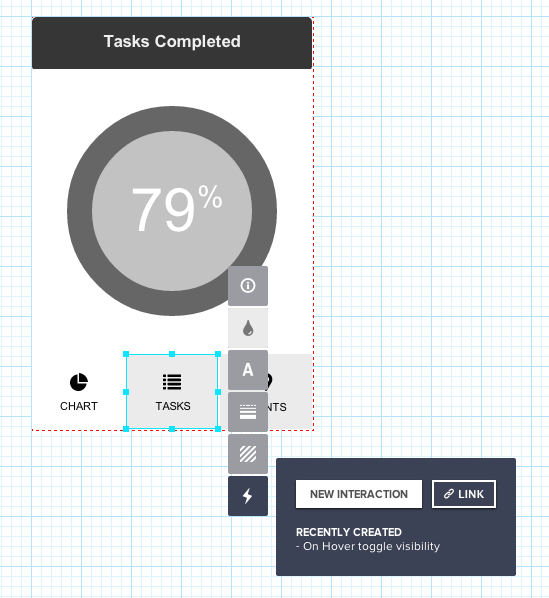 Tasks Completed
79%
A
CHART
TASKS
NTS
NEW INTERACTION
LINK
RECENTLY CREATED
- On Hover toggle visibility